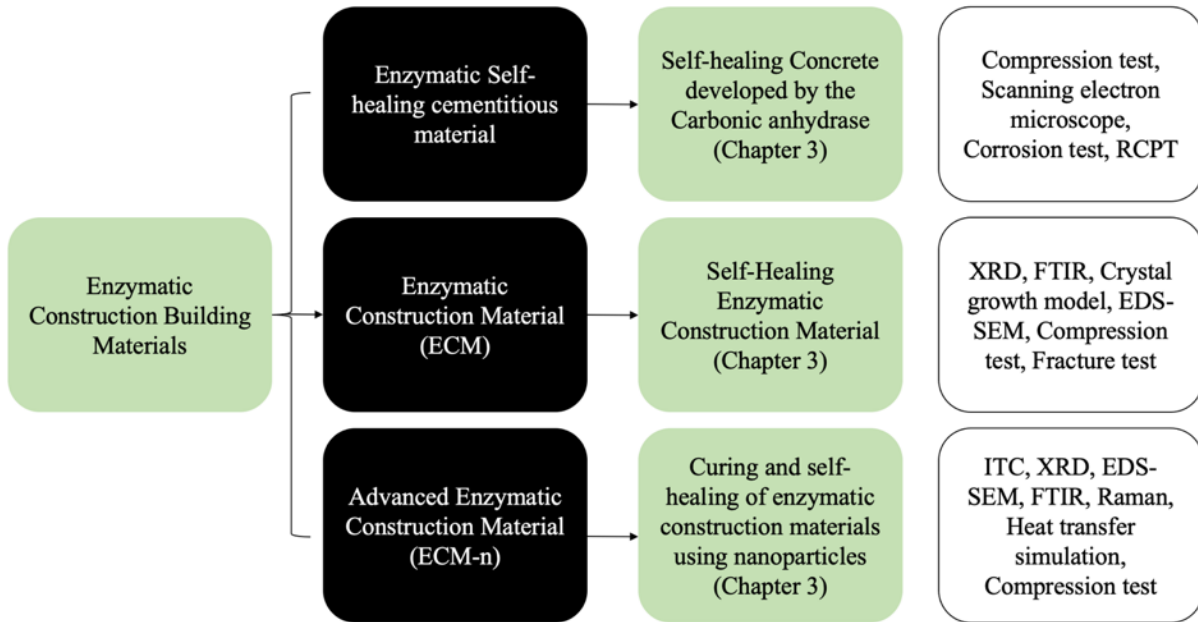 Enzymatic
Construction Building
Materials
Enzymatic Self-
healing cementitious
material
Self-healing Concrete
developed by the
Carbonic anhydrase
(Chapter 3)
Compression test,
Scanning electron
microscope,
Corrosion test, RCPT
Enzymatic
Construction Material
(ECM)
Self-Healing
Enzymatic
Construction Material
(Chapter 3)
XRD, FTIR, Crystal
growth model, EDS-
SEM, Compression
test, Fracture test
Advanced Enzymatic
Construction Material
(ECM-n)
Curing and self-
healing of enzymatic
construction materials
using nanoparticles
(Chapter 3)
ITC, XRD, EDS-
SEM, FTIR, Raman,
Heat transfer
simulation,
Compression test